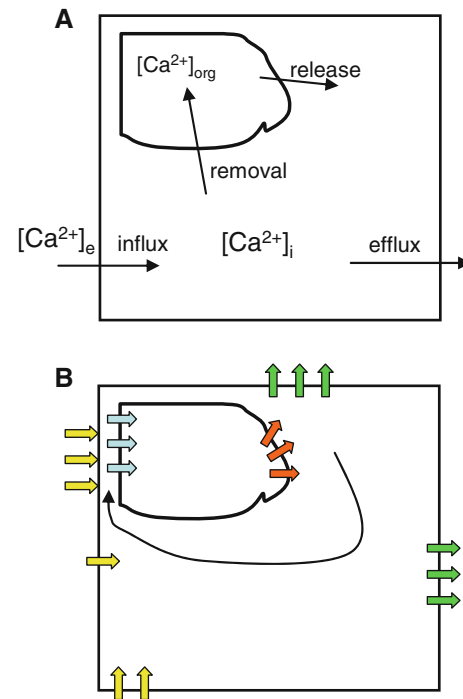 A
[Ca²⁺]org
release
removal
[Ca²⁺]e
influx
[Ca²⁺]i
efflux
B